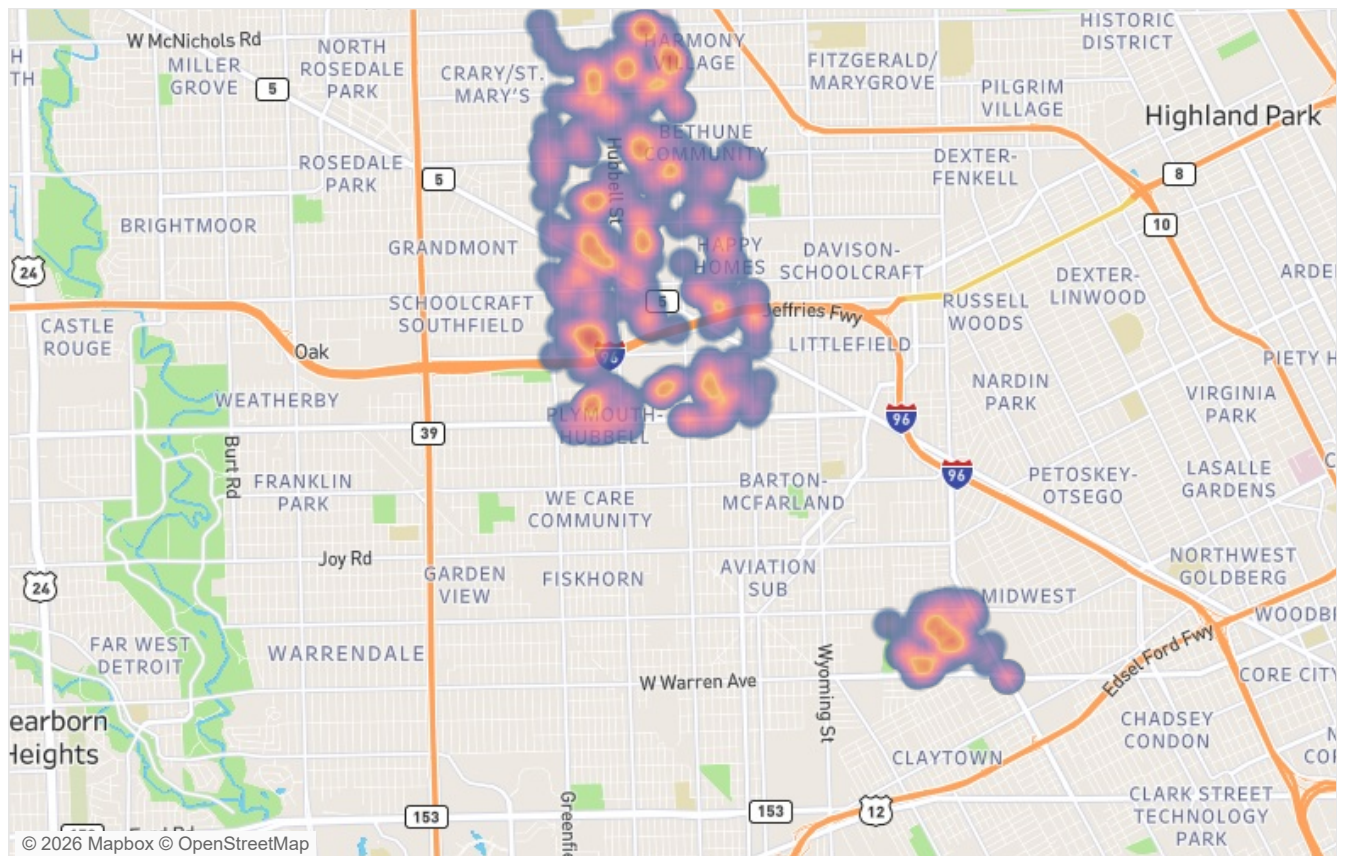 HISTORIC
DISTRICT
W McNichols Rd
NORTH
ROSEDALE
PARK
HARMONY
VILLAGE
H
TH
MILLER
GROVE
5
CRARY/ST.
MARY'S
FITZGERALD/
MARYGROVE
PILGRIM
VILLAGE
Highland Park
BETHUNE
COMMUNITY
Hubbell St
ROSEDALE
PARK
5
DEXTER-
FENKELL
8
BRIGHTMOOR
GRANDMONT
HAPPY
HOMES
DAVISON-
SCHOOLCRAFT
10
24
DEXTER-
LINWOOD
ARDE
SCHOOLCRAFT
SOUTHFIELD
5
Jeffries Fwy
RUSSELL
WOODS
CASTLE
ROUGE
Oak
96
LITTLEFIELD
PIETY H
WEATHERBY
PLYMOUTH-
HUBBELL
NARDIN
PARK
VIRGINIA
PARK
39
96
Burt Rd
FRANKLIN
PARK
WE CARE
COMMUNITY
BARTON-
MCFARLAND
96
PETOSKEY-
OTSEGO
LASALLE
GARDENS
C
24
Joy Rd
GARDEN
VIEW
FISKHORN
AVIATION
SUB
MIDWEST
NORTHWEST
GOLDBERG
WOODB
FAR WEST
DETROIT
WARRENDALE
W Warren Ave
Wyoming St
Edsel Ford Fwy
CORE CITY
earborn
Heights
CLAYTOWN
CHADSEY
CONDON
N
COR
153
Greenfie
153
12
CLARK STREET
TECHNOLOGY
PARK
© 2026 Mapbox © OpenStreetMap